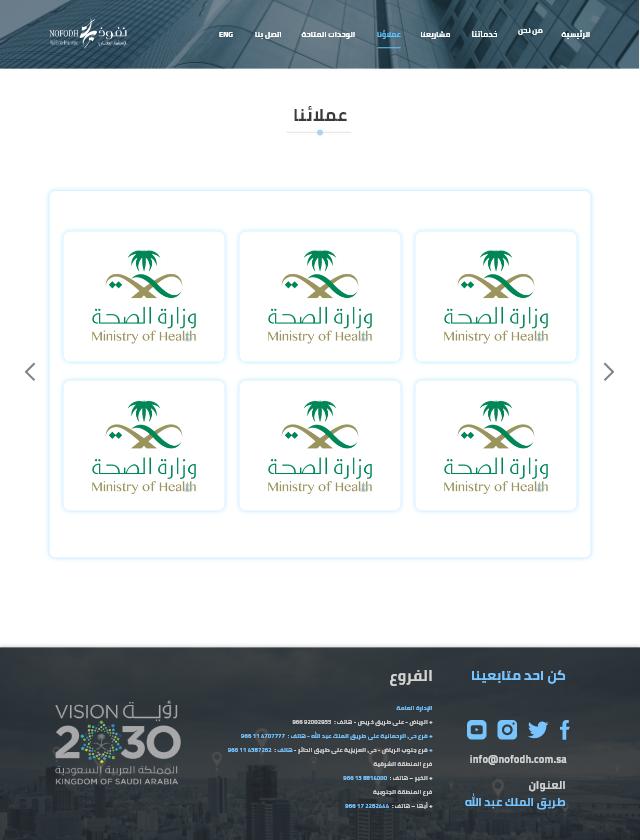 الرئيسية
من نحن
خدماتنا
مشاريعنا
عملاؤنا
الوحدات المتاحة
اتصل بنا
ENG
نفوذ
NOFODH
عملائنا
وزارة الصحة
Ministry of Health
وزارة الصحة
Ministry of Health
وزارة الصحة
Ministry of Health
وزارة الصحة
Ministry of Health
وزارة الصحة
Ministry of Health
وزارة الصحة
Ministry of Health
كن احد متابعينا
info@nofodh.com.sa
العنوان
طريق الملك عبد الله
الفروع
الإدارة العامة
• الرياض - على طريق خريص - هاتف :
• فرع حي الرحمانية على طريق الملك عبد الله - هاتف : 966 11 4707777
• فرع جنوب الرياض - حي العزيزية على طريق الحائر - هاتف : 966 11 4387262
فرع المنطقة الشرقية
• الخبر – هاتف : 966 13 8814000
فرع المنطقة الجنوبية
• أبها – هاتف : 966 17 2282444
VISION رؤية
2030
المملكة العربية السعودية
KINGDOM OF SAUDI ARABIA